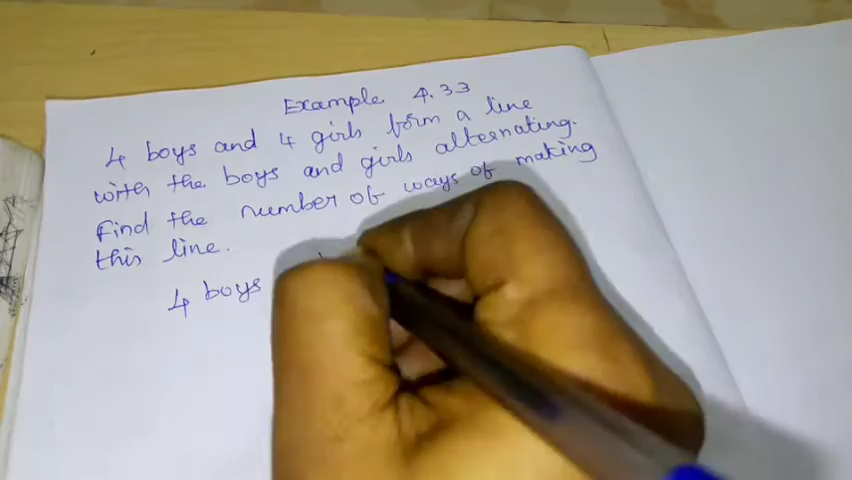 Example 4.33
4 boys and 4 girls form a line
with the boys and girls alternating.
Find the number of ways of making
this line.
4 boys